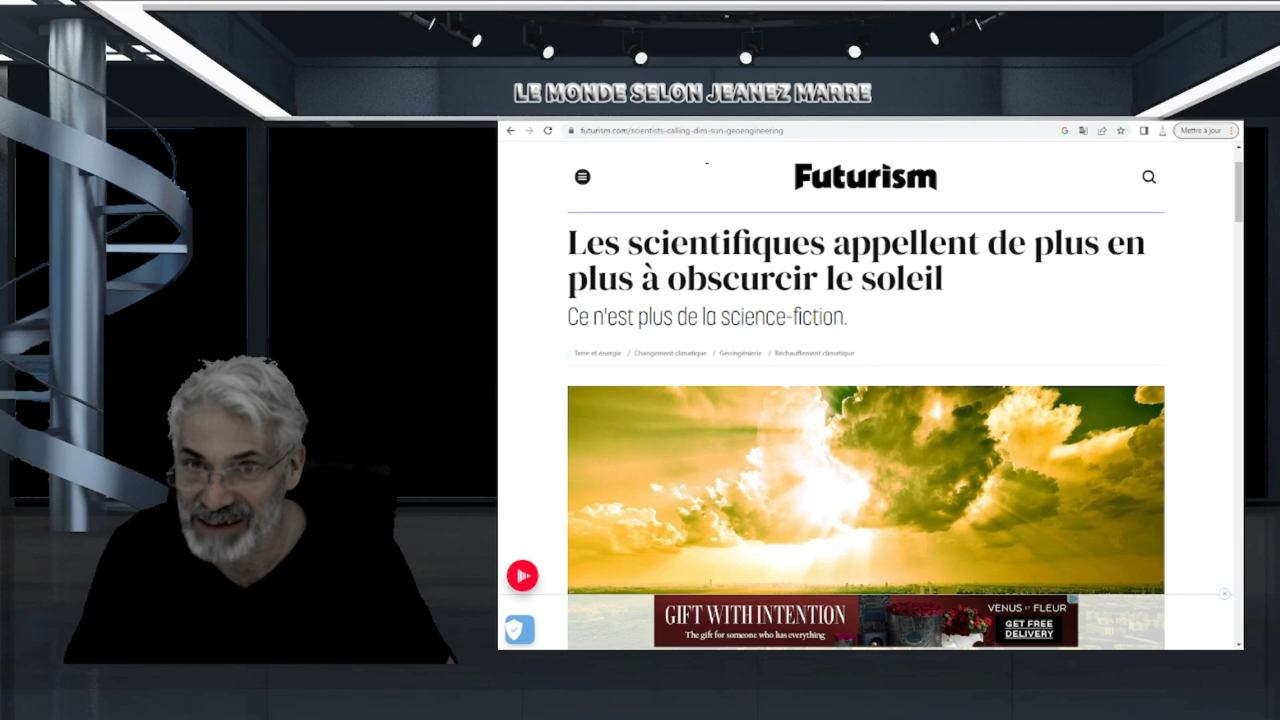 LE MONDE SELON JEANEZ MARRE
futurism.com/scientists-calling-dim-sun-geoengineering
Mettre à jour
Futurism
Les scientifiques appellent de plus en
plus à obscurcir le soleil
Ce n'est plus de la science-fiction.
/ Terre et énergie / Changement climatique / Géoingénierie / Réchauffement climatique
GIFT WITH INTENTION
The gift for someone who has everything
VENUS ET FLEUR
GET FREE
DELIVERY